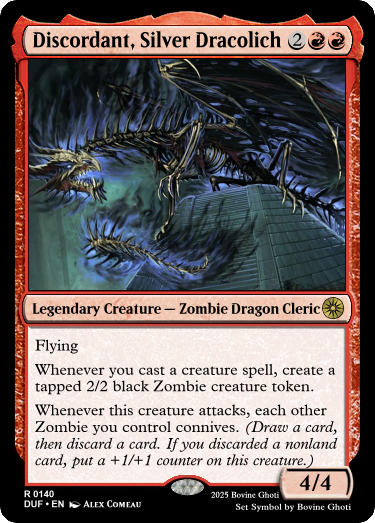 Discordant, Silver Dracolich 2
Legendary Creature — Zombie Dragon Cleric
Flying
Whenever you cast a creature spell, create a
tapped 2/2 black Zombie creature token.
Whenever this creature attacks, each other
Zombie you control connives. (Draw a card,
then discard a card. If you discarded a nonland
card, put a +1/+1 counter on this creature.)
4/4
R 0140
DUF • EN Alex Comeau
2025 Bovine Ghoti
Set Symbol by Bovine Ghoti